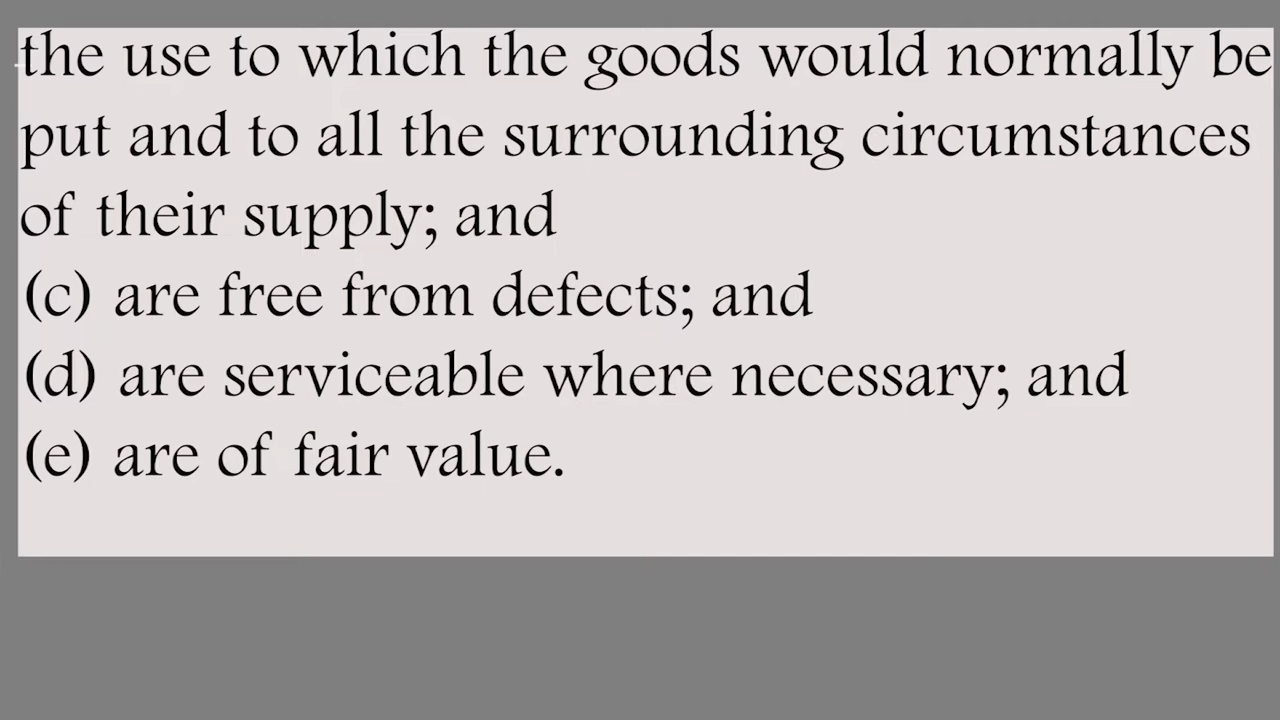 the use to which the goods would normally be
put and to all the surrounding circumstances
of their supply; and
(c) are free from defects; and
(d) are serviceable where necessary; and
(e) are of fair value.